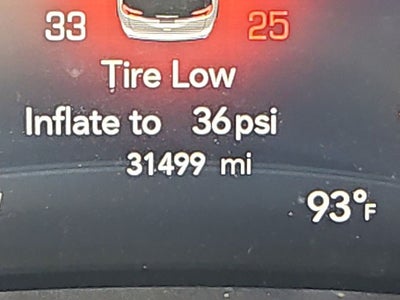 33 25
Tire Low
Inflate to 36psi
31499 mi
93°F